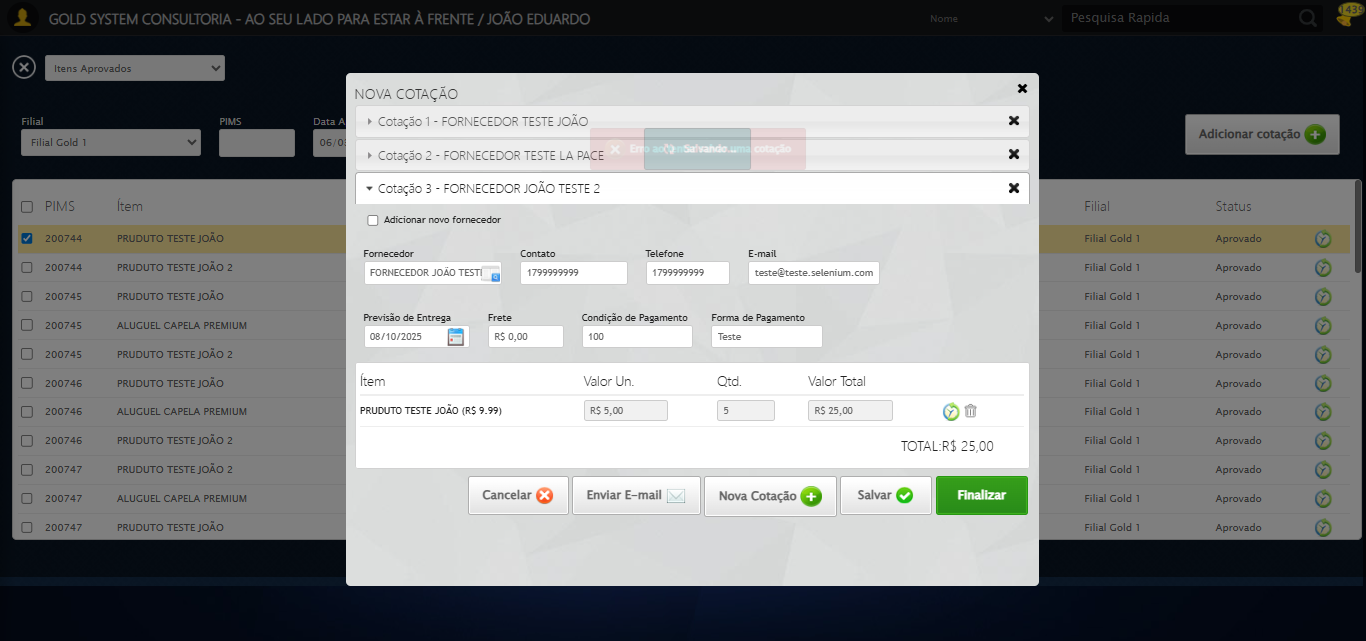 GOLD SYSTEM CONSULTORIA - AO SEU LADO PARA ESTAR À FRENTE / JOÃO EDUARDO
Nome
Pesquisa Rapida
Itens Aprovados
Filial
PIMS
Data A
Filial Gold 1
06/0
Adicionar cotação
PIMS Ítem Filial Status
200744 PRUDUTO TESTE JOÃO Filial Gold 1 Aprovado
200744 PRUDUTO TESTE JOÃO 2 Filial Gold 1 Aprovado
200745 PRUDUTO TESTE JOÃO Filial Gold 1 Aprovado
200745 ALUGUEL CAPELA PREMIUM Filial Gold 1 Aprovado
200745 PRUDUTO TESTE JOÃO 2 Filial Gold 1 Aprovado
200746 PRUDUTO TESTE JOÃO Filial Gold 1 Aprovado
200746 ALUGUEL CAPELA PREMIUM Filial Gold 1 Aprovado
200746 PRUDUTO TESTE JOÃO 2 Filial Gold 1 Aprovado
200747 PRUDUTO TESTE JOÃO 2 Filial Gold 1 Aprovado
200747 ALUGUEL CAPELA PREMIUM Filial Gold 1 Aprovado
200747 PRUDUTO TESTE JOÃO Filial Gold 1 Aprovado
NOVA COTAÇÃO
Cotação 1 - FORNECEDOR TESTE JOÃO
Erro ao uma cotação
Salvando...
Cotação 2 - FORNECEDOR TESTE LA PACE
Cotação 3 - FORNECEDOR JOÃO TESTE 2
Adicionar novo fornecedor
Fornecedor Contato Telefone E-mail
FORNECEDOR JOÃO TESTE 1799999999 1799999999 teste@teste.selenium.com
Previsão de Entrega Frete Condição de Pagamento Forma de Pagamento
08/10/2025 R$ 0,00 100 Teste
Ítem Valor Un. Qtd. Valor Total
PRUDUTO TESTE JOÃO (R$ 9.99) R$ 5,00 5 R$ 25,00
TOTAL:R$ 25,00
Cancelar Enviar E-mail Nova Cotação Salvar Finalizar